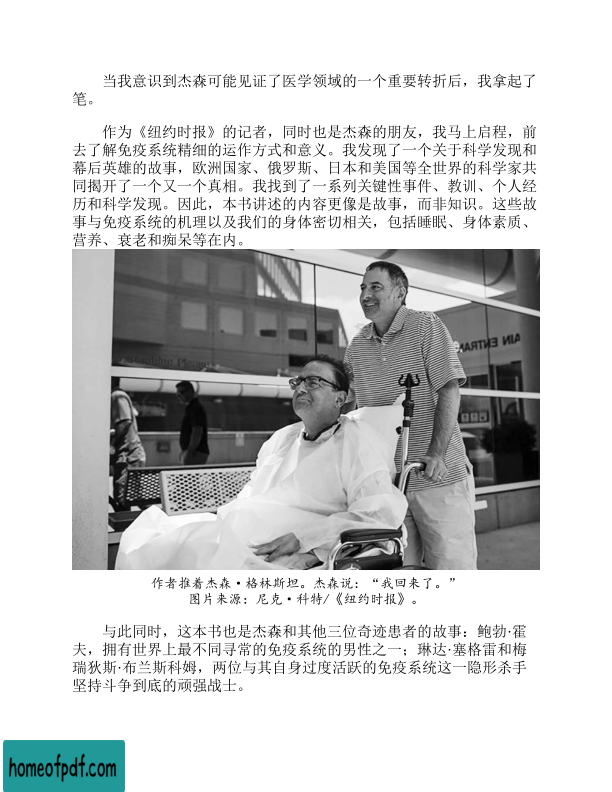 当我意识到杰森可能见证了医学领域的一个重要转折后，我拿起了
笔。
作为《纽约时报》的记者，同时也是杰森的朋友，我马上启程，前
去了解免疫系统精细的运作方式和意义。我发现了一个关于科学发现和
幕后英雄的故事，欧洲国家、俄罗斯、日本和美国等全世界的科学家共
同揭开了一个又一个真相。我找到了一系列关键性事件、教训、个人经
历和科学发现。因此，本书讲述的内容更像是故事，而非知识。这些故
事与免疫系统的机理以及我们的身体密切相关，包括睡眠、身体素质、
营养、衰老和痴呆等在内。
AIN ENTRAN
作者推着杰森·格林斯坦。杰森说：“我回来了。”
图片来源：尼克·科特/《纽约时报》。
与此同时，这本书也是杰森和其他三位奇迹患者的故事：鲍勃·霍
夫，拥有世界上最不同寻常的免疫系统的男性之一；琳达·塞格雷和梅
瑞狄斯·布兰斯科姆，两位与其自身过度活跃的免疫系统这一隐形杀手
坚持斗争到底的顽强战士。
homeofpdf.com